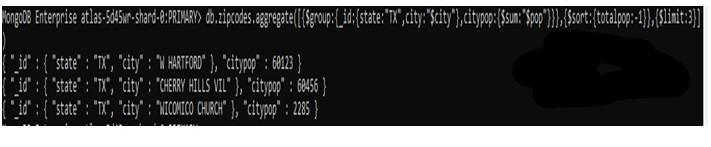 MongoDB Enterprise atlas-5d45wr-shard-0:PRIMARY> db.zipcodes.aggregate([{$group:{_id:{state:"TX",city:"$city"},citypop:{$sum:"$pop"}}},{$sort:{totalpop:-1}},{$limit:3}]
)
{ "_id" : { "state" : "TX", "city" : "W HARTFORD" }, "citypop" : 60123 }
{ "_id" : { "state" : "TX", "city" : "CHERRY HILLS VIL" }, "citypop" : 60456 }
{ "_id" : { "state" : "TX", "city" : "WICOMICO CHURCH" }, "citypop" : 2285 }